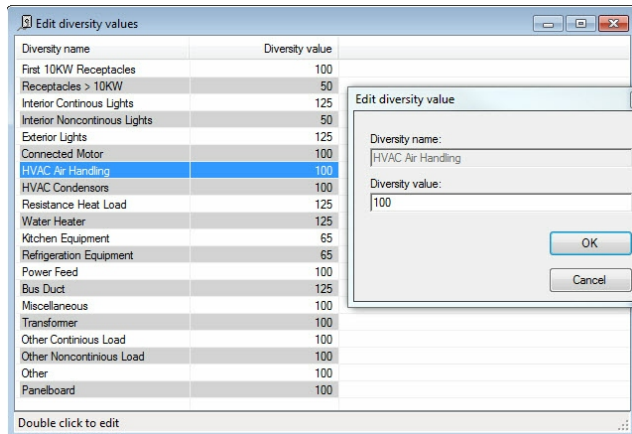 Edit diversity values
Diversity name Diversity value
First 10KW Receptacles 100
Receptacles > 10KW 50
Interior Continous Lights 125
Interior Noncontinous Lights 50
Exterior Lights 125
Connected Motor 100
HVAC Air Handling 100
HVAC Condensors 100
Resistance Heat Load 125
Water Heater 125
Kitchen Equipment 65
Refrigeration Equipment 65
Power Feed 100
Bus Duct 125
Miscellaneous 100
Transformer 100
Other Continious Load 100
Other Noncontinious Load 100
Other 100
Panelboard 100
Double click to edit
Edit diversity value
Diversity name:
HVAC Air Handling
Diversity value:
100
OK
Cancel